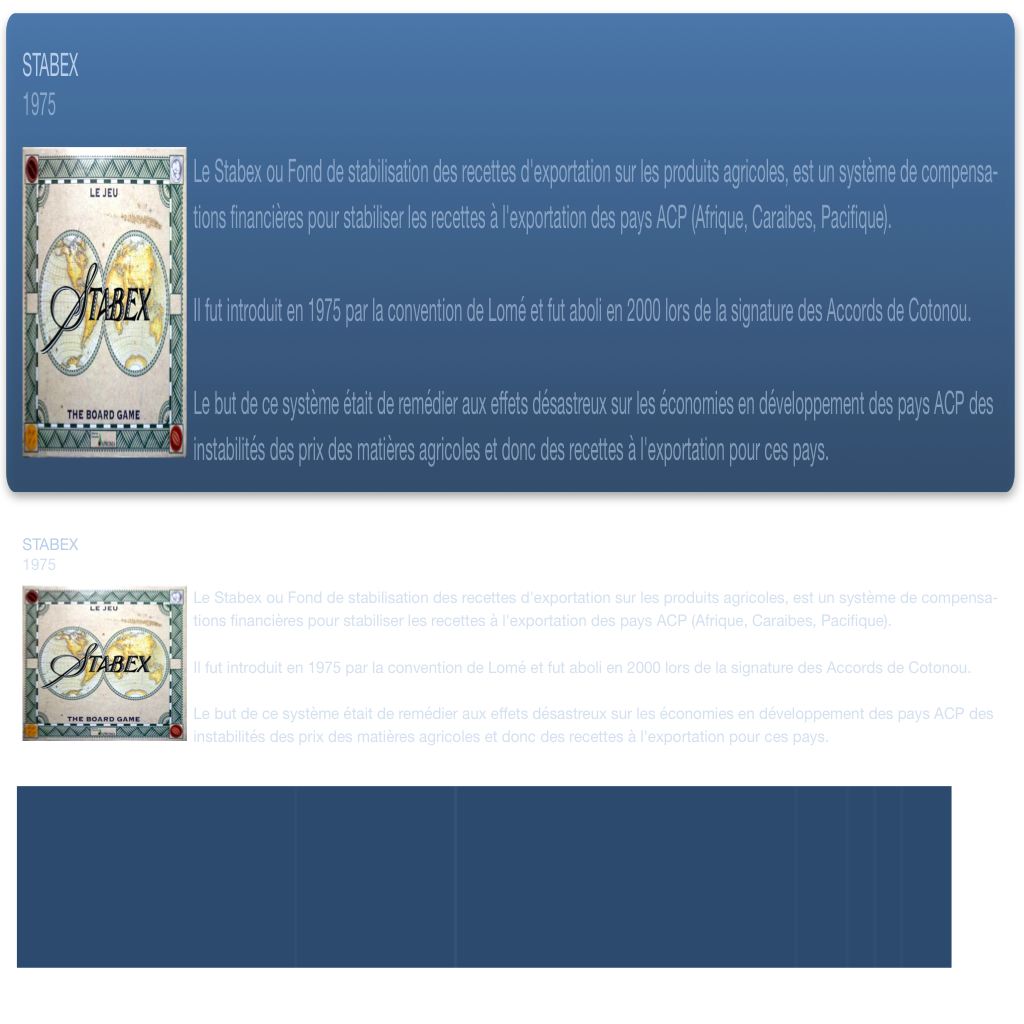 STABEX
1975
LE JEU
STABEX
THE BOARD GAME
Le Stabex ou Fond de stabilisation des recettes d'exportation sur les produits agricoles, est un système de compensa-
tions financières pour stabiliser les recettes à l'exportation des pays ACP (Afrique, Caraibes, Pacifique).
Il fut introduit en 1975 par la convention de Lomé et fut aboli en 2000 lors de la signature des Accords de Cotonou.
Le but de ce système était de remédier aux effets désastreux sur les économies en développement des pays ACP des
instabilités des prix des matières agricoles et donc des recettes à l'exportation pour ces pays.
STABEX
1975
LE JEU
STABEX
THE BOARD GAME
Le Stabex ou Fond de stabilisation des recettes d'exportation sur les produits agricoles, est un système de compensa-
tions financières pour stabiliser les recettes à l'exportation des pays ACP (Afrique, Caraibes, Pacifique).
Il fut introduit en 1975 par la convention de Lomé et fut aboli en 2000 lors de la signature des Accords de Cotonou.
Le but de ce système était de remédier aux effets désastreux sur les économies en développement des pays ACP des
instabilités des prix des matières agricoles et donc des recettes à l'exportation pour ces pays.